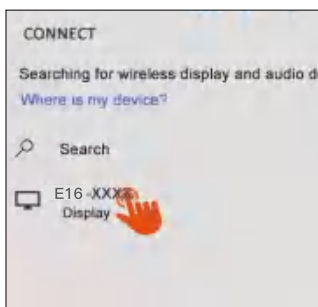 CONNECT
Searching for wireless display and audio d
Where is my device?
Search
E16-XXXX
Display